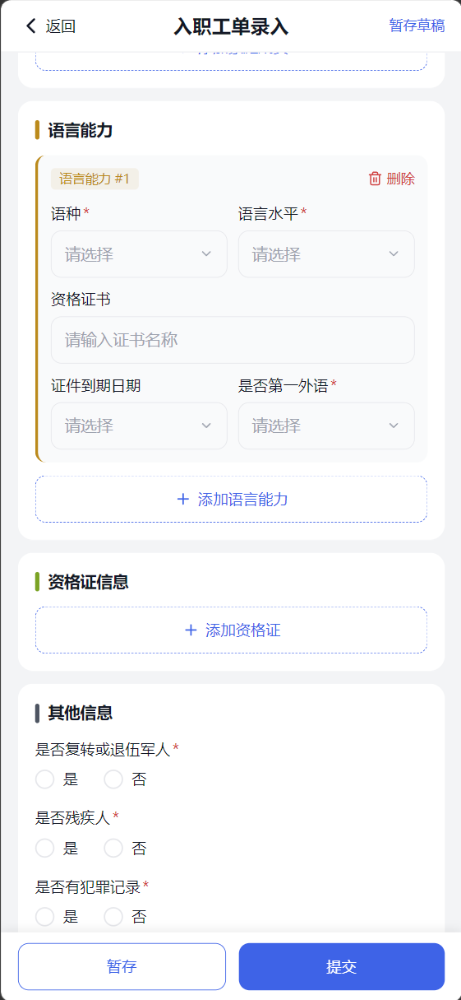 返回 入职工单录入 暂存草稿
语言能力
语言能力 #1 删除
语种* 语言水平*
请选择 请选择
资格证书
请输入证书名称
证件到期日期 是否第一外语*
请选择 请选择
+ 添加语言能力
资格证信息
+ 添加资格证
其他信息
是否复转或退伍军人*
是 否
是否残疾人*
是 否
是否有犯罪记录*
是 否
暂存 提交